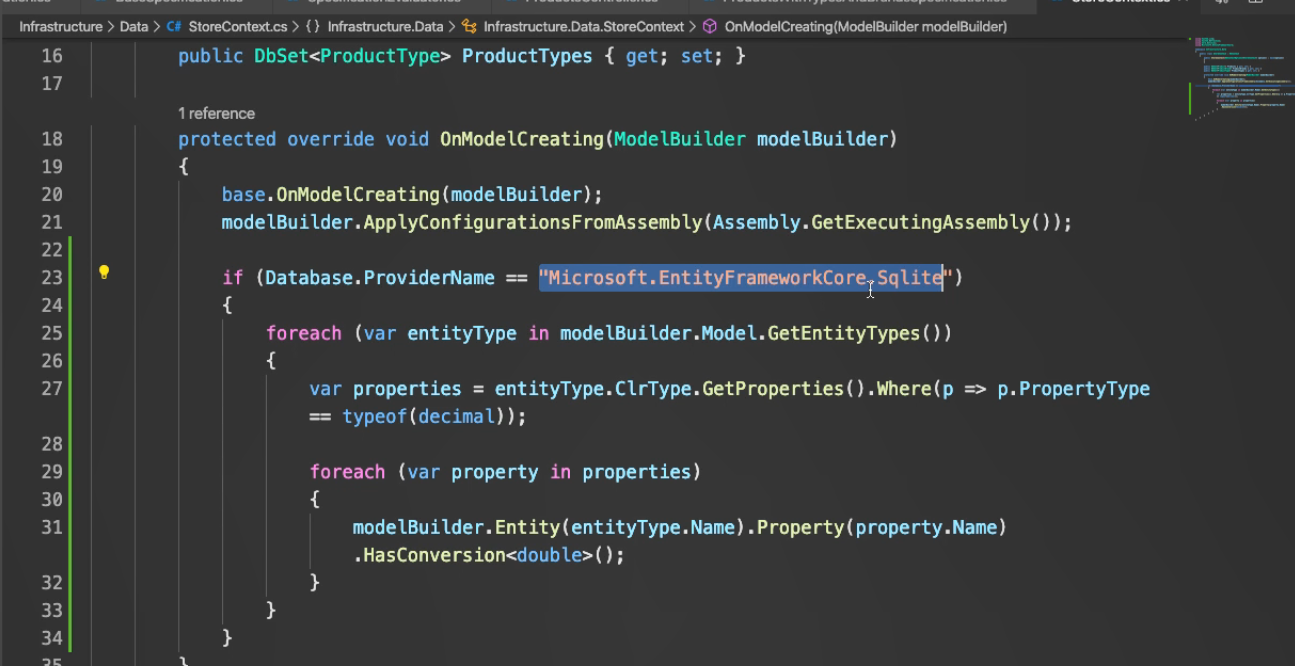 Infrastructure > Data > C# StoreContext.cs > {} Infrastructure.Data > Infrastructure.Data.StoreContext > OnModelCreating(ModelBuilder modelBuilder)
16 public DbSet<ProductType> ProductTypes { get; set; }
17
1 reference
18 protected override void OnModelCreating(ModelBuilder modelBuilder)
19 {
20 base.OnModelCreating(modelBuilder);
21 modelBuilder.ApplyConfigurationsFromAssembly(Assembly.GetExecutingAssembly());
22
23 if (Database.ProviderName == "Microsoft.EntityFrameworkCore.Sqlite")
24 {
25 foreach (var entityType in modelBuilder.Model.GetEntityTypes())
26 {
27 var properties = entityType.ClrType.GetProperties().Where(p => p.PropertyType
== typeof(decimal));
28
29 foreach (var property in properties)
30 {
31 modelBuilder.Entity(entityType.Name).Property(property.Name)
.HasConversion<double>();
32 }
33 }
34 }
35 }